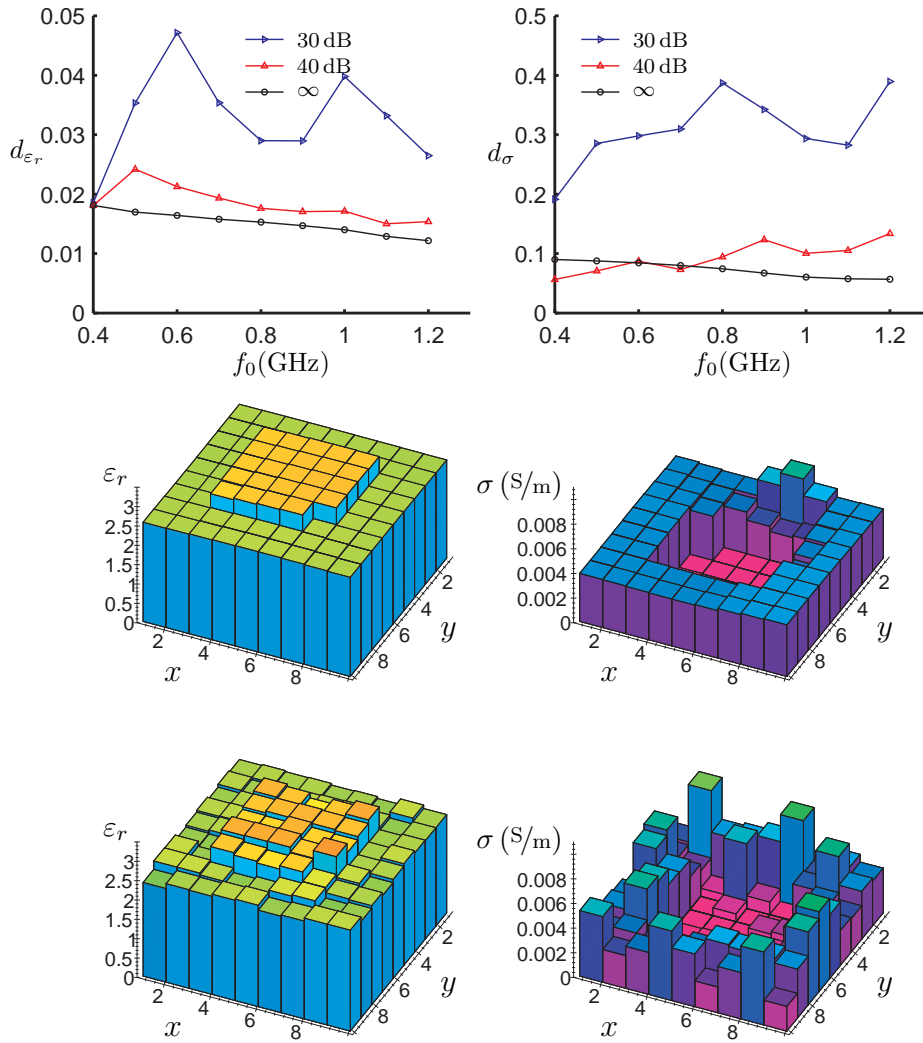 0.05
0.04
0.03
0.02
0.01
0
d_{ε_r}
30 dB
40 dB
∞
0.4 0.6 0.8 1 1.2
f_0(GHz)
0.5
0.4
0.3
0.2
0.1
0
d_σ
30 dB
40 dB
∞
0.4 0.6 0.8 1 1.2
f_0(GHz)
ε_r
3
2.5
2
1.5
1
0.5
0
2 4 6 8
x
2
4
6
8
y
σ (S/m)
0.008
0.006
0.004
0.002
0
2 4 6 8
x
2
4
6
8
y
ε_r
3
2.5
2
1.5
1
0.5
0
2 4 6 8
x
2
4
6
8
y
σ (S/m)
0.008
0.006
0.004
0.002
0
2 4 6 8
x
2
4
6
8
y